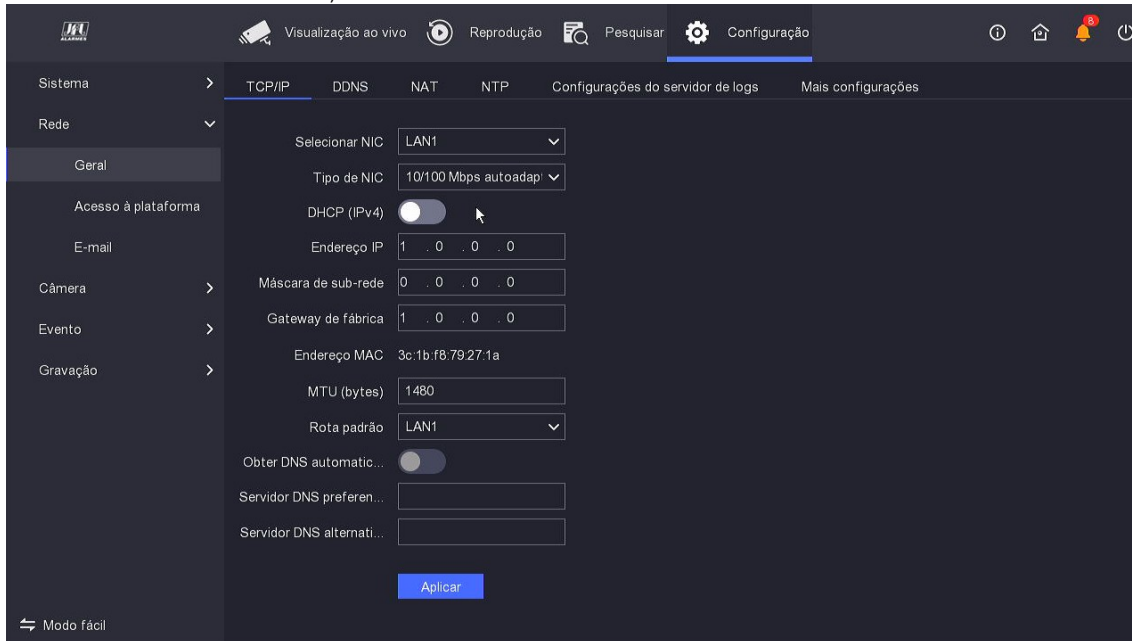 JFL
ALARMES
Visualização ao vivo
Reprodução
Pesquisar
Configuração
8
Sistema
Rede
Geral
Acesso à plataforma
E-mail
Câmera
Evento
Gravação
Modo fácil
TCP/IP DDNS NAT NTP Configurações do servidor de logs Mais configurações
Selecionar NIC LAN1
Tipo de NIC 10/100 Mbps autoadap
DHCP (IPv4)
Endereço IP 1 . 0 . 0 . 0
Máscara de sub-rede 0 . 0 . 0 . 0
Gateway de fábrica 1 . 0 . 0 . 0
Endereço MAC 3c:1b:f8:79:27:1a
MTU (bytes) 1480
Rota padrão LAN1
Obter DNS automatic...
Servidor DNS preferen...
Servidor DNS alternati...
Aplicar